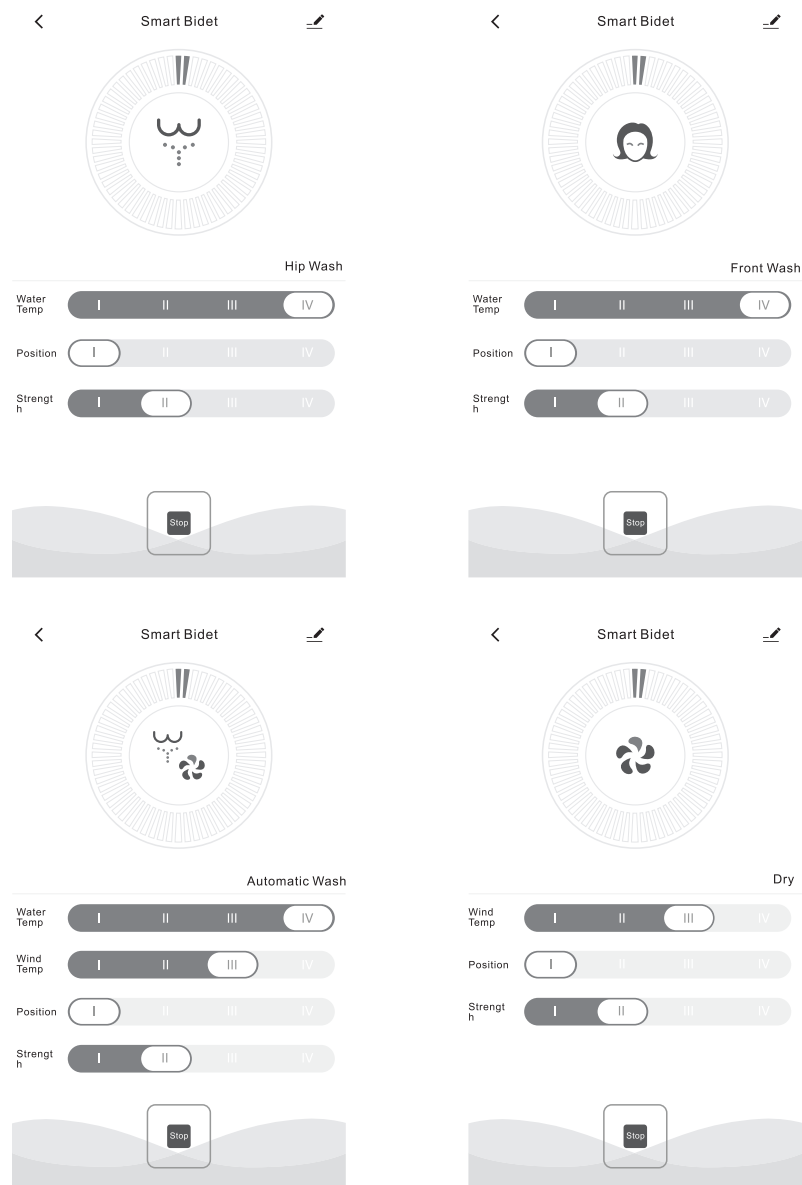 Smart Bidet
Hip Wash
Water
Temp
I II III IV
Position
I II III IV
Strengt
h
I II III IV
Stop
Smart Bidet
Front Wash
Water
Temp
I II III IV
Position
I II III IV
Strengt
h
I II III IV
Stop
Smart Bidet
Automatic Wash
Water
Temp
I II III IV
Wind
Temp
I II III IV
Position
I II III IV
Strengt
h
I II III IV
Stop
Smart Bidet
Dry
Wind
Temp
I II III IV
Position
I II III IV
Strengt
h
I II III IV
Stop